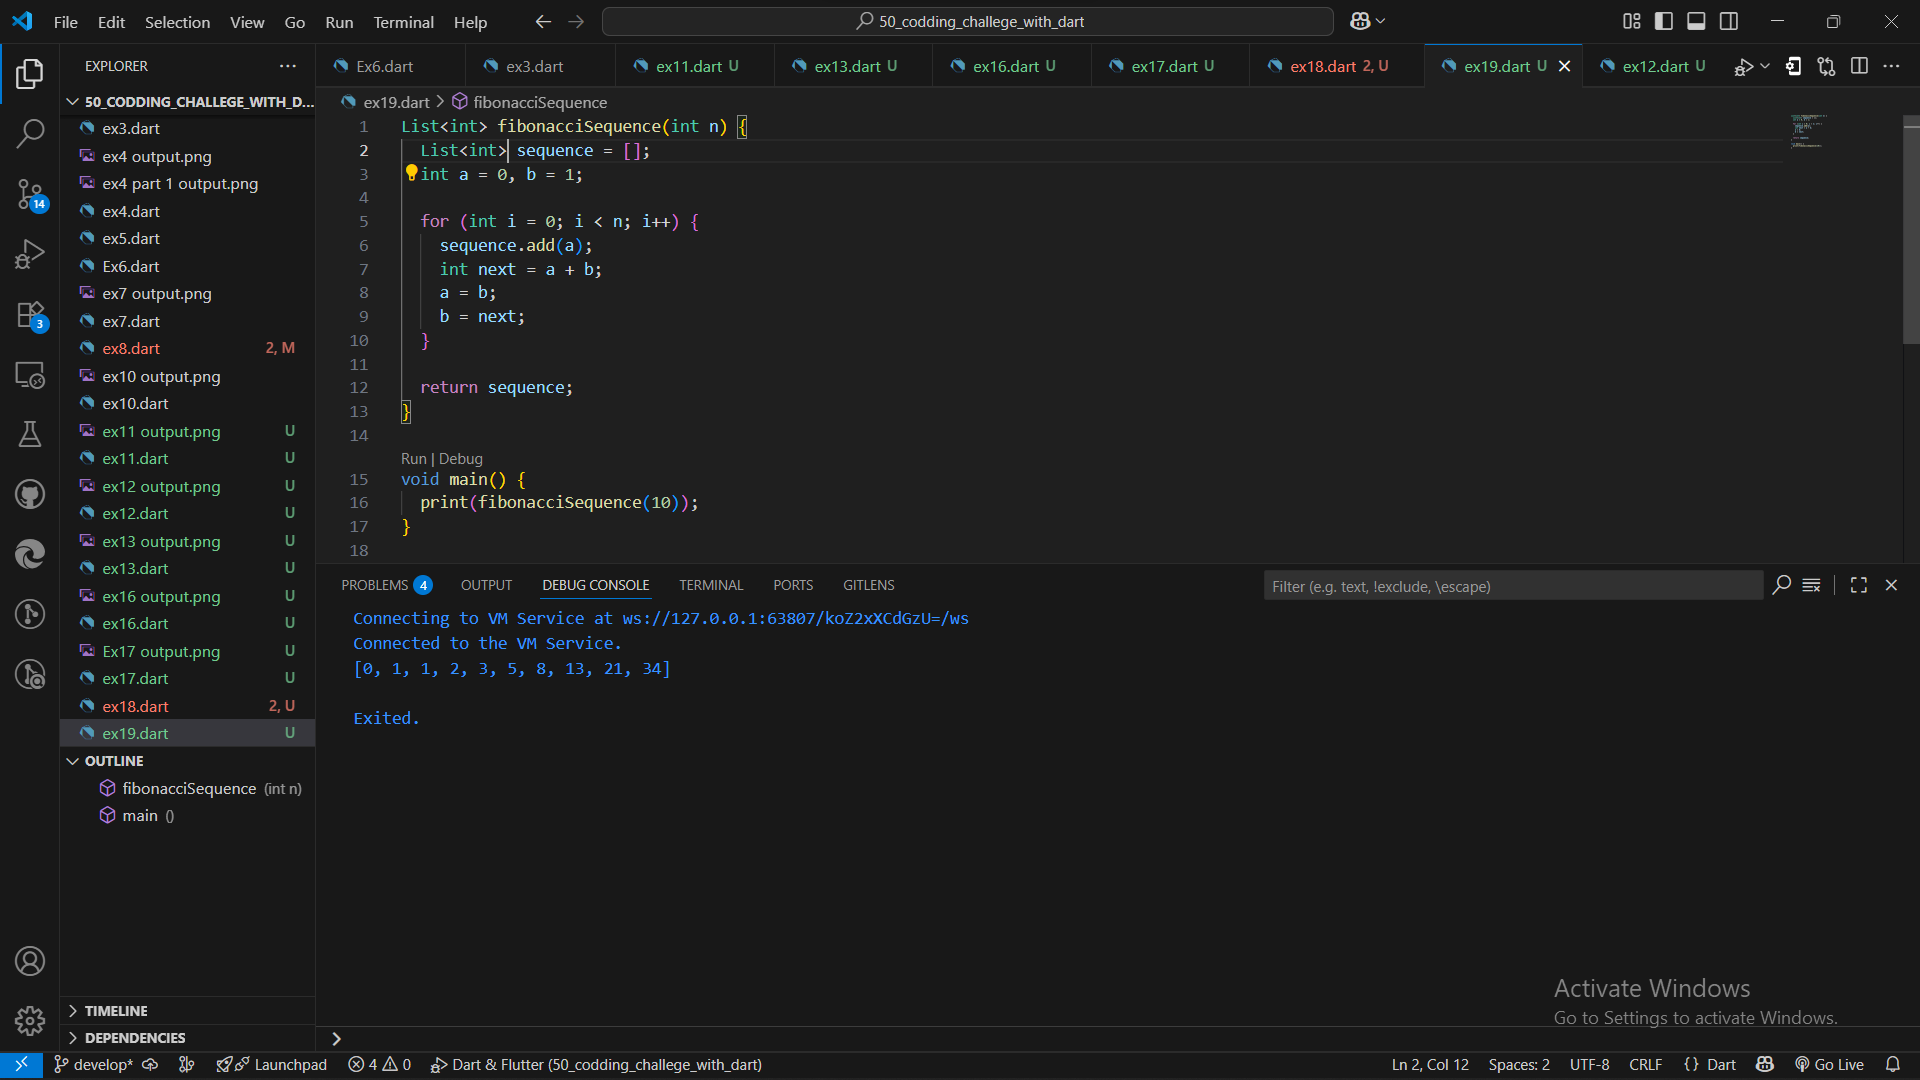 File Edit Selection View Go Run Terminal Help
50_codding_challege_with_dart
EXPLORER
50_CODDING_CHALLEGE_WITH_D...
ex3.dart
ex4 output.png
ex4 part 1 output.png
ex4.dart
ex5.dart
Ex6.dart
ex7 output.png
ex7.dart
ex8.dart 2, M
ex10 output.png
ex10.dart
ex11 output.png U
ex11.dart U
ex12 output.png U
ex12.dart U
ex13 output.png U
ex13.dart U
ex16 output.png U
ex16.dart U
Ex17 output.png U
ex17.dart U
ex18.dart 2, U
ex19.dart U
OUTLINE
fibonacciSequence (int n)
main ()
TIMELINE
DEPENDENCIES
14
3
Ex6.dart ex3.dart ex11.dart U ex13.dart U ex16.dart U ex17.dart U ex18.dart 2, U ex19.dart U ex12.dart U
ex19.dart > fibonacciSequence
1 List<int> fibonacciSequence(int n) {
2 List<int> sequence = [];
3 int a = 0, b = 1;
4
5 for (int i = 0; i < n; i++) {
6 sequence.add(a);
7 int next = a + b;
8 a = b;
9 b = next;
10 }
11
12 return sequence;
13 }
14
Run | Debug
15 void main() {
16 print(fibonacciSequence(10));
17 }
18
PROBLEMS 4 OUTPUT DEBUG CONSOLE TERMINAL PORTS GITLENS
Filter (e.g. text, !exclude, \escape)
Connecting to VM Service at ws://127.0.0.1:63807/koZ2xXCdGzU=/ws
Connected to the VM Service.
[0, 1, 1, 2, 3, 5, 8, 13, 21, 34]
Exited.
Activate Windows
Go to Settings to activate Windows.
develop* Launchpad 4 0 Dart & Flutter (50_codding_challege_with_dart)
Ln 2, Col 12 Spaces: 2 UTF-8 CRLF {} Dart Go Live